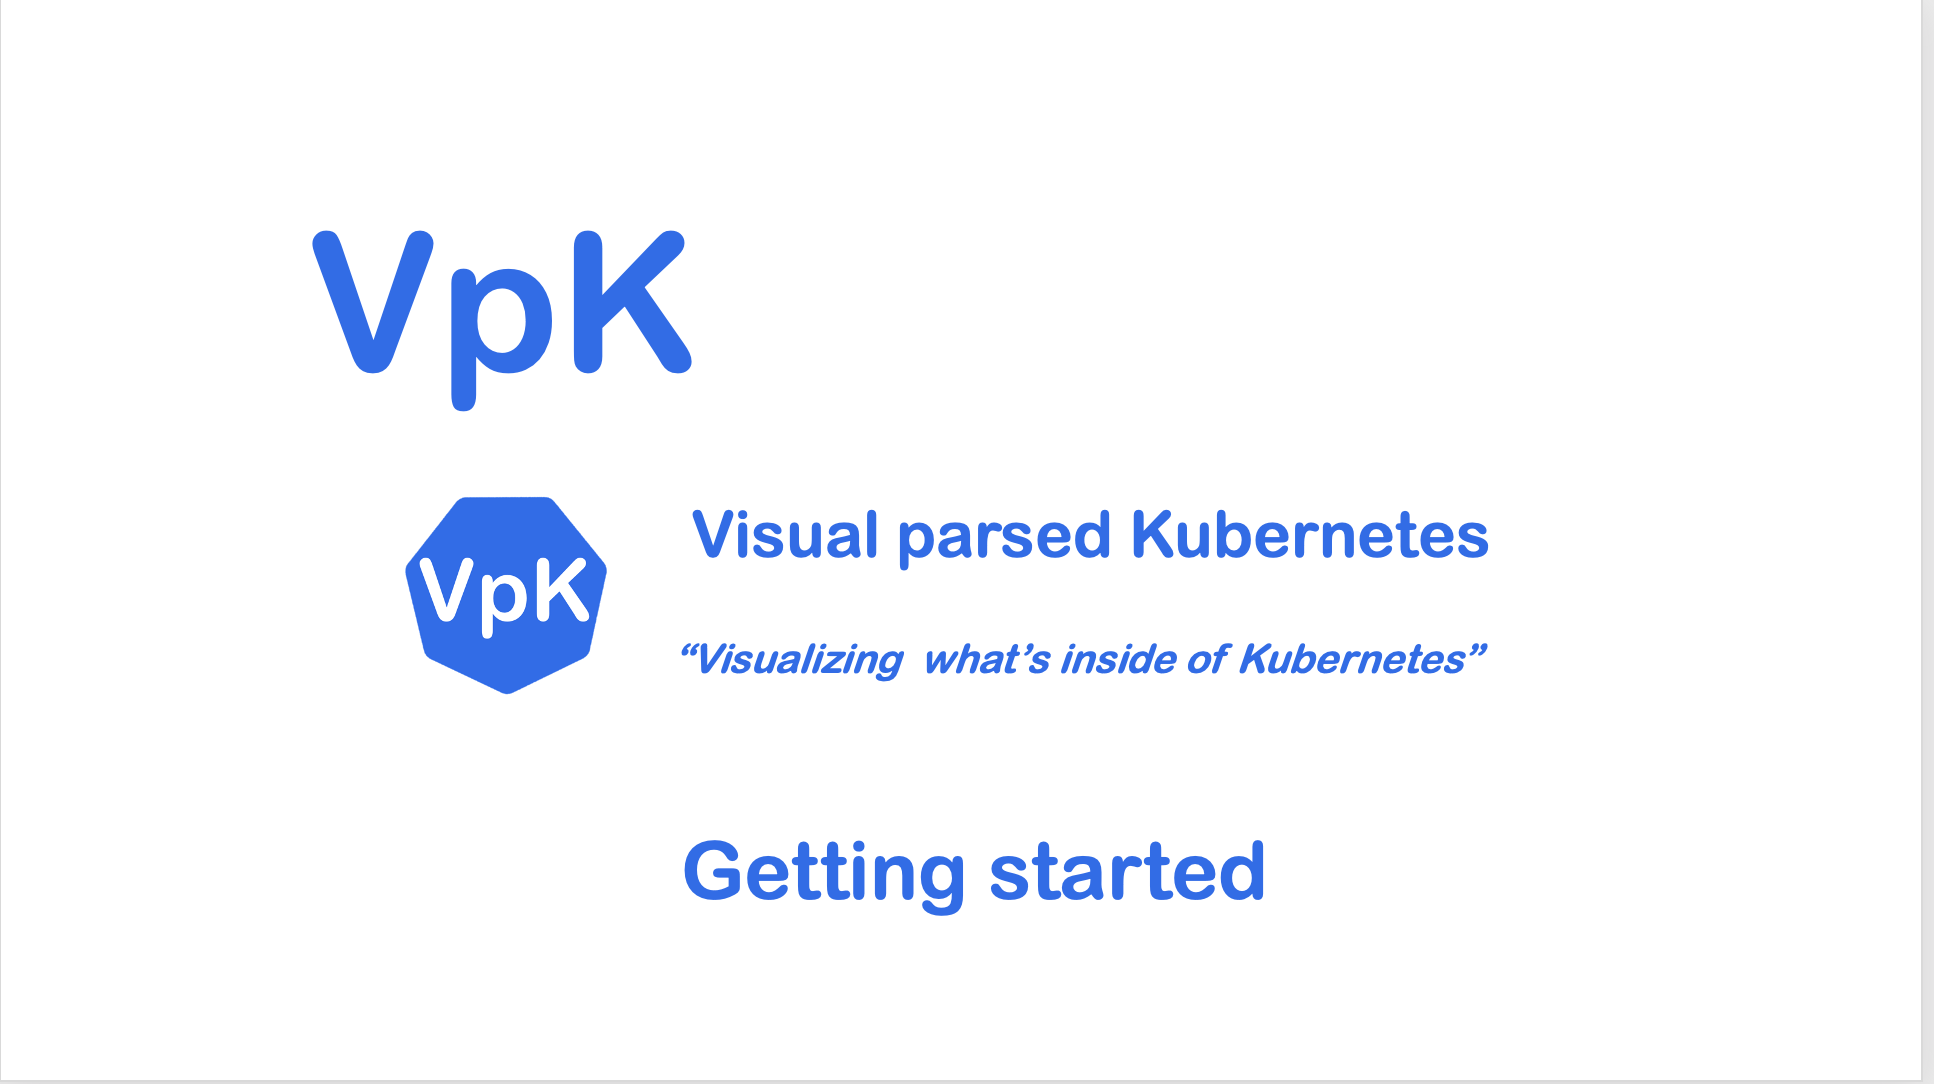 VpK
VpK
Visual parsed Kubernetes
“Visualizing  what’s inside of Kubernetes”
Getting started